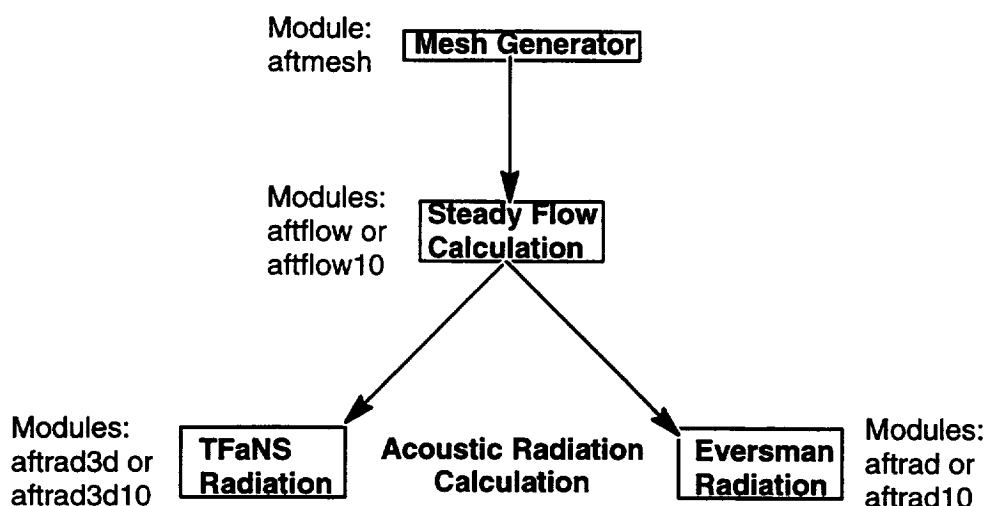 Module:
aftmesh
Mesh Generator
Modules:
aftflow or
aftflow10
Steady Flow
Calculation
Modules:
aftrad3d or
aftrad3d10
TFaNS
Radiation
Acoustic Radiation
Calculation
Eversman
Radiation
Modules:
aftrad or
aftrad10